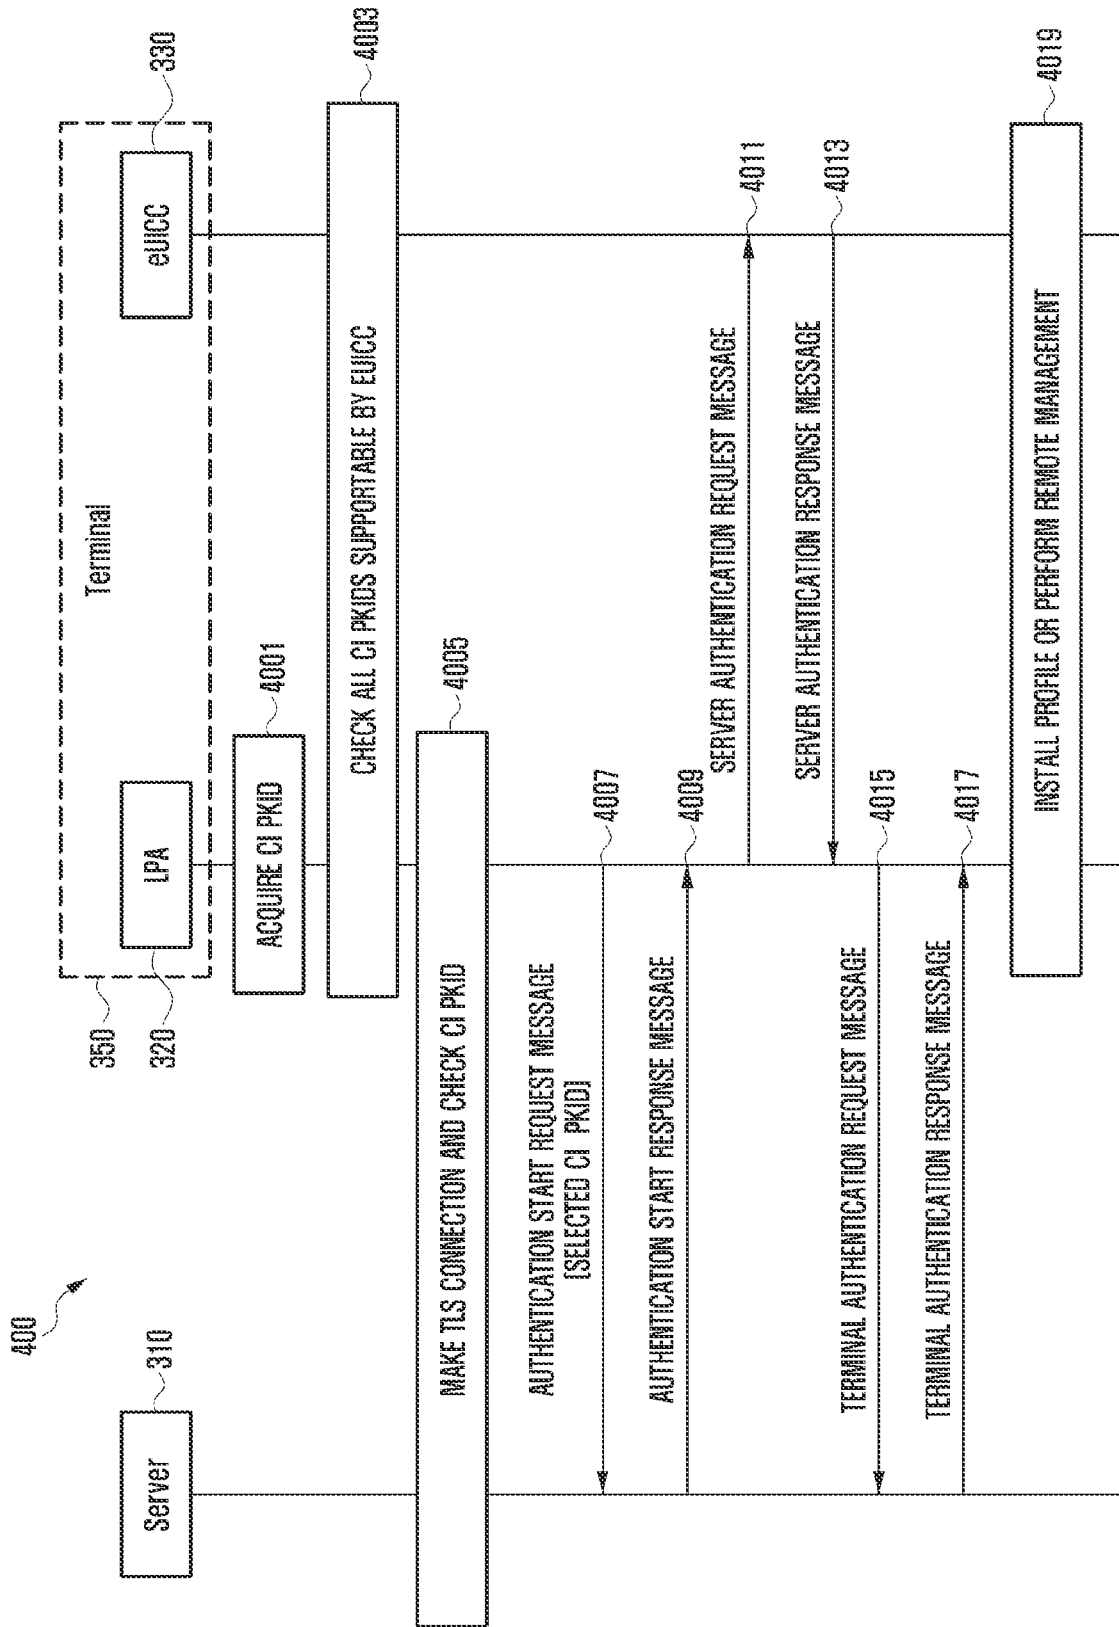 400
Server
310
Terminal
350
LPA
320
eUICC
330
ACQUIRE CI PKID
4001
CHECK ALL CI PKIDS SUPPORTABLE BY EUICC
4003
MAKE TLS CONNECTION AND CHECK CI PKID
4005
AUTHENTICATION START REQUEST MESSAGE
[SELECTED CI PKID]
4007
AUTHENTICATION START RESPONSE MESSAGE
4009
SERVER AUTHENTICATION REQUEST MESSAGE
4011
SERVER AUTHENTICATION RESPONSE MESSAGE
4013
TERMINAL AUTHENTICATION REQUEST MESSAGE
4015
TERMINAL AUTHENTICATION RESPONSE MESSAGE
4017
INSTALL PROFILE OR PERFORM REMOTE MANAGEMENT
4019